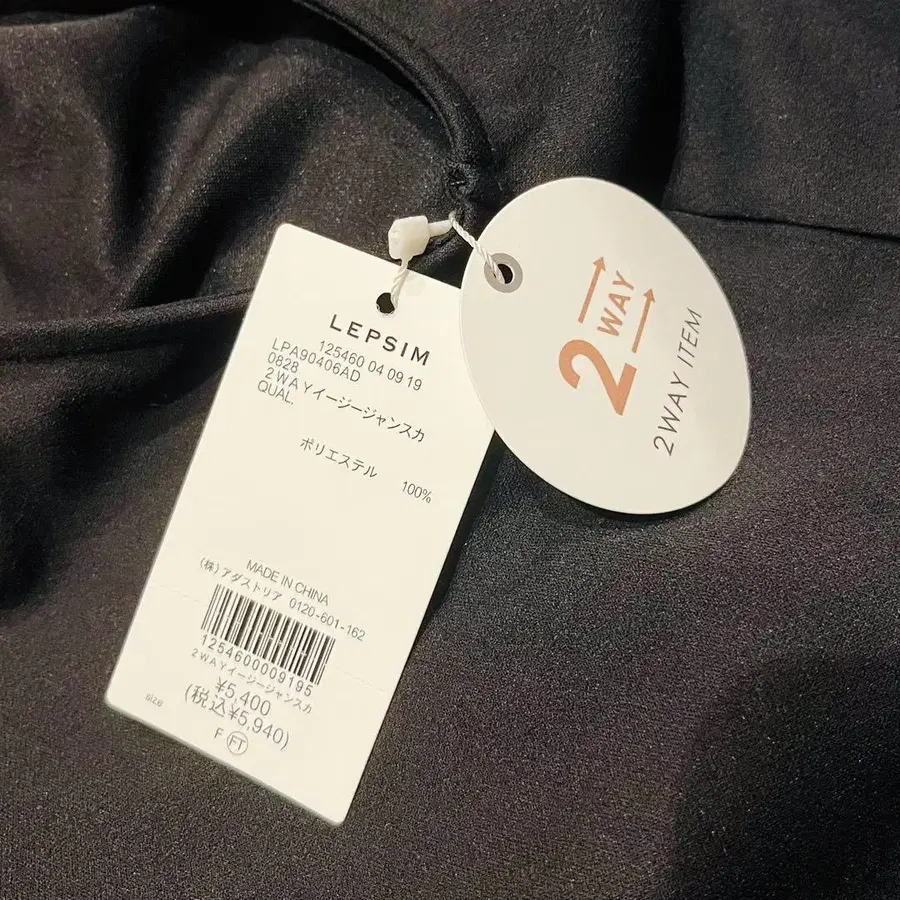 LEPSIM
125460 04 09 19
LPA90406AD
0828
2WAYイージージャンスカ
QUAL.
ポリエステル 100%
MADE IN CHINA
(株)アダストリア 0120-601-162
1254600009195
2WAYイージージャンスカ
¥5,400
(税込¥5,940)
size F FT
2
WAY
2WAY ITEM